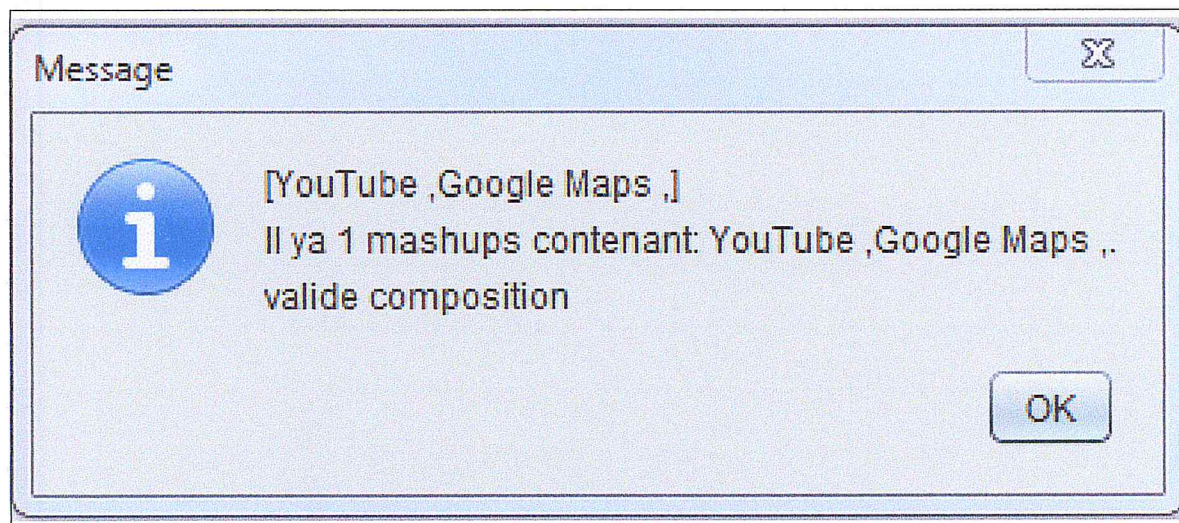 Message
[YouTube ,Google Maps ,]
Il ya 1 mashups contenant: YouTube ,Google Maps ,.
valide composition
OK